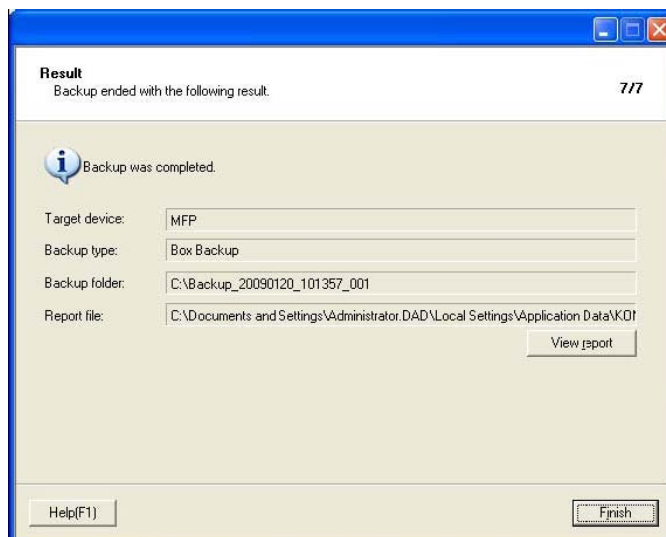 Result
Backup ended with the following result.
7/7
Backup was completed.
Target device: MFP
Backup type: Box Backup
Backup folder: C:\Backup_20090120_101357_001
Report file: C:\Documents and Settings\Administrator.DAD\Local Settings\Application Data\KO
View report
Help(F1)
Finish